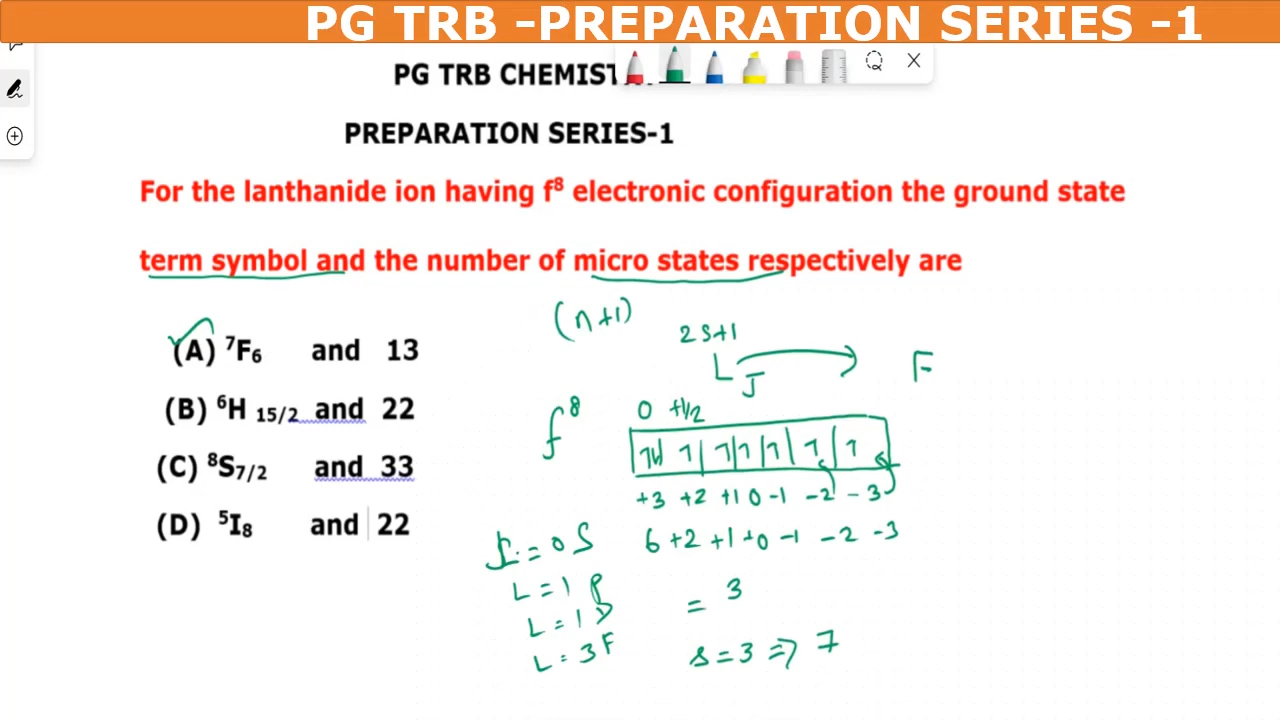 PG TRB -PREPARATION SERIES -1
PG TRB CHEMIST
PREPARATION SERIES-1
For the lanthanide ion having f⁸ electronic configuration the ground state
term symbol and the number of micro states respectively are
(A) ⁷F₆ and 13
(B) ⁶H 15/2 and 22
(C) ⁸S7/2 and 33
(D) ⁵I₈ and 22
(n+1)
2S+1
L J F
f⁸ 0 +1/2
+3 +2 +1 0 -1 -2 -3
6 +2 +1 +0 -1 -2 -3
L = 0 S
L = 1 P
L = 1 D
L = 3 F
= 3
s = 3 ⇒ 7